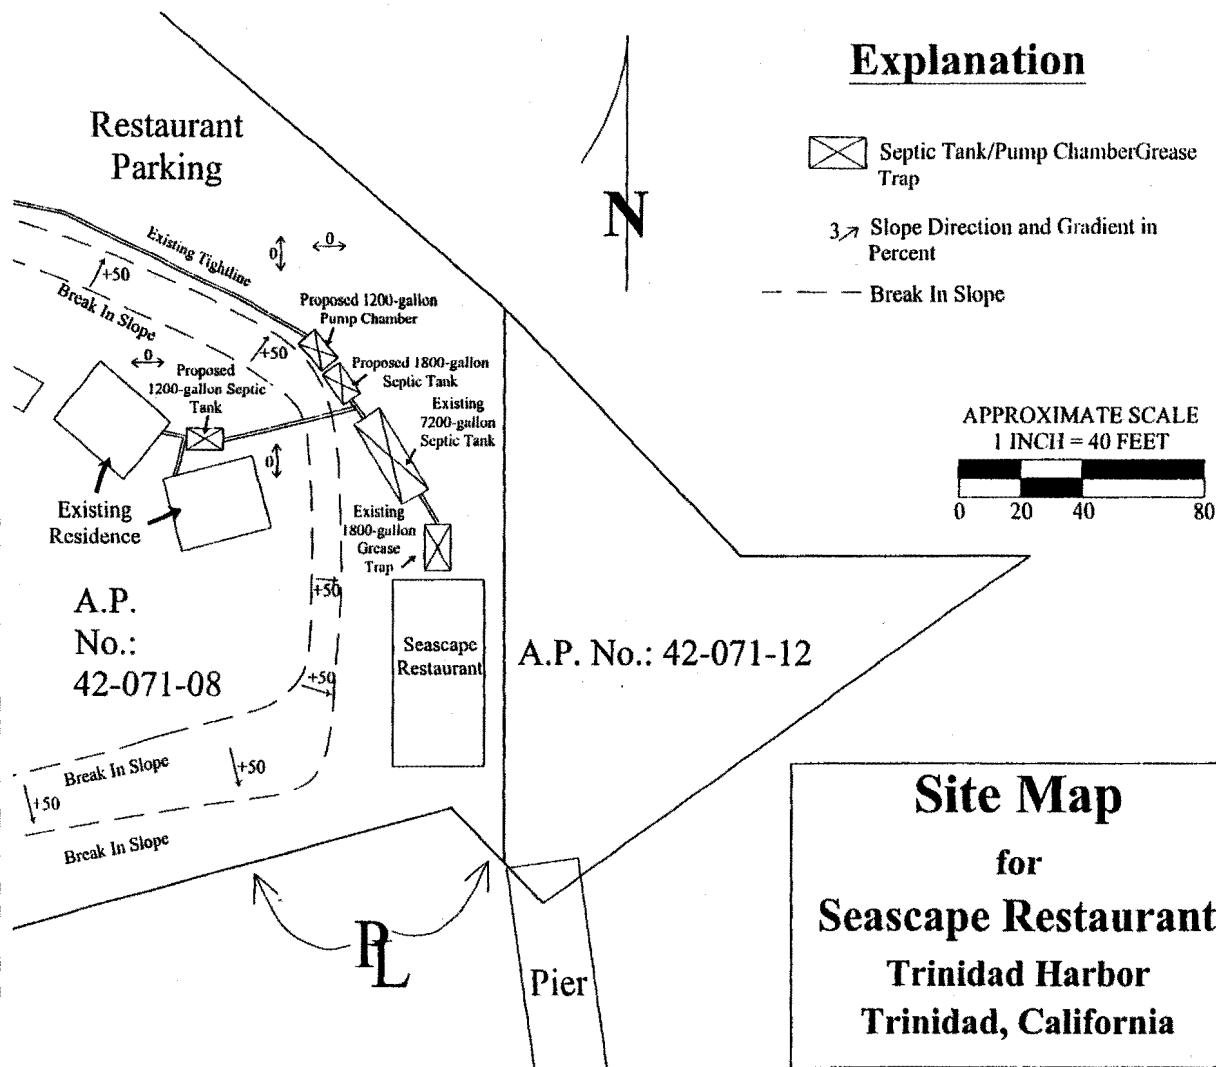 Explanation
Restaurant
Parking
Septic Tank/Pump ChamberGrease
Trap
N
3 Slope Direction and Gradient in
Percent
Break In Slope
Existing Tightline
0
0
+50
Break In Slope
Proposed 1200-gallon
Pump Chamber
+50
0
Proposed
1200-gallon Septic
Tank
Proposed 1800-gallon
Septic Tank
Existing
7200-gallon
Septic Tank
0
APPROXIMATE SCALE
1 INCH = 40 FEET
0 20 40 80
Existing
Residence
Existing
1800-gallon
Grease
Trap
+50
A.P.
No.:
42-071-08
Seascape
Restaurant
A.P. No.: 42-071-12
+50
Break In Slope
+50
+50
Break In Slope
PL
Pier
Site Map
for
Seascape Restaurant
Trinidad Harbor
Trinidad, California